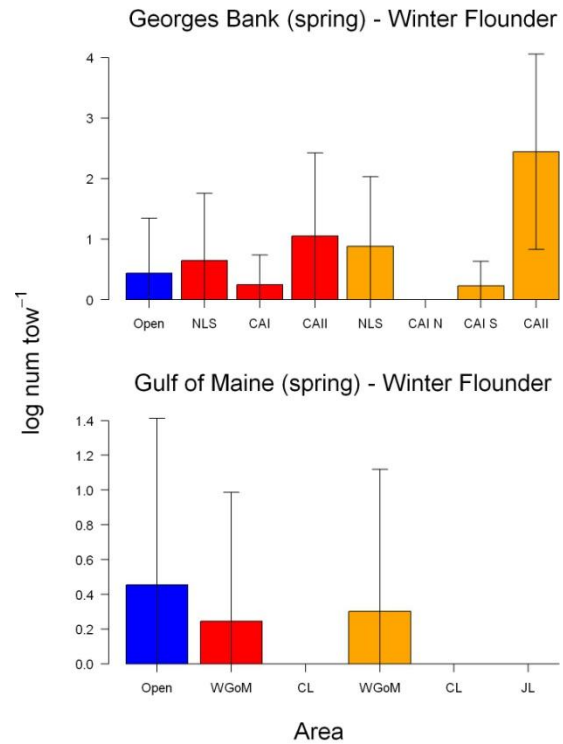 Georges Bank (spring) - Winter Flounder
4
3
2
1
0
Open NLS CAI CAII NLS CAI N CAI S CAII
log num tow⁻¹
Gulf of Maine (spring) - Winter Flounder
1.4
1.2
1.0
0.8
0.6
0.4
0.2
0.0
Open WGoM CL WGoM CL JL
Area